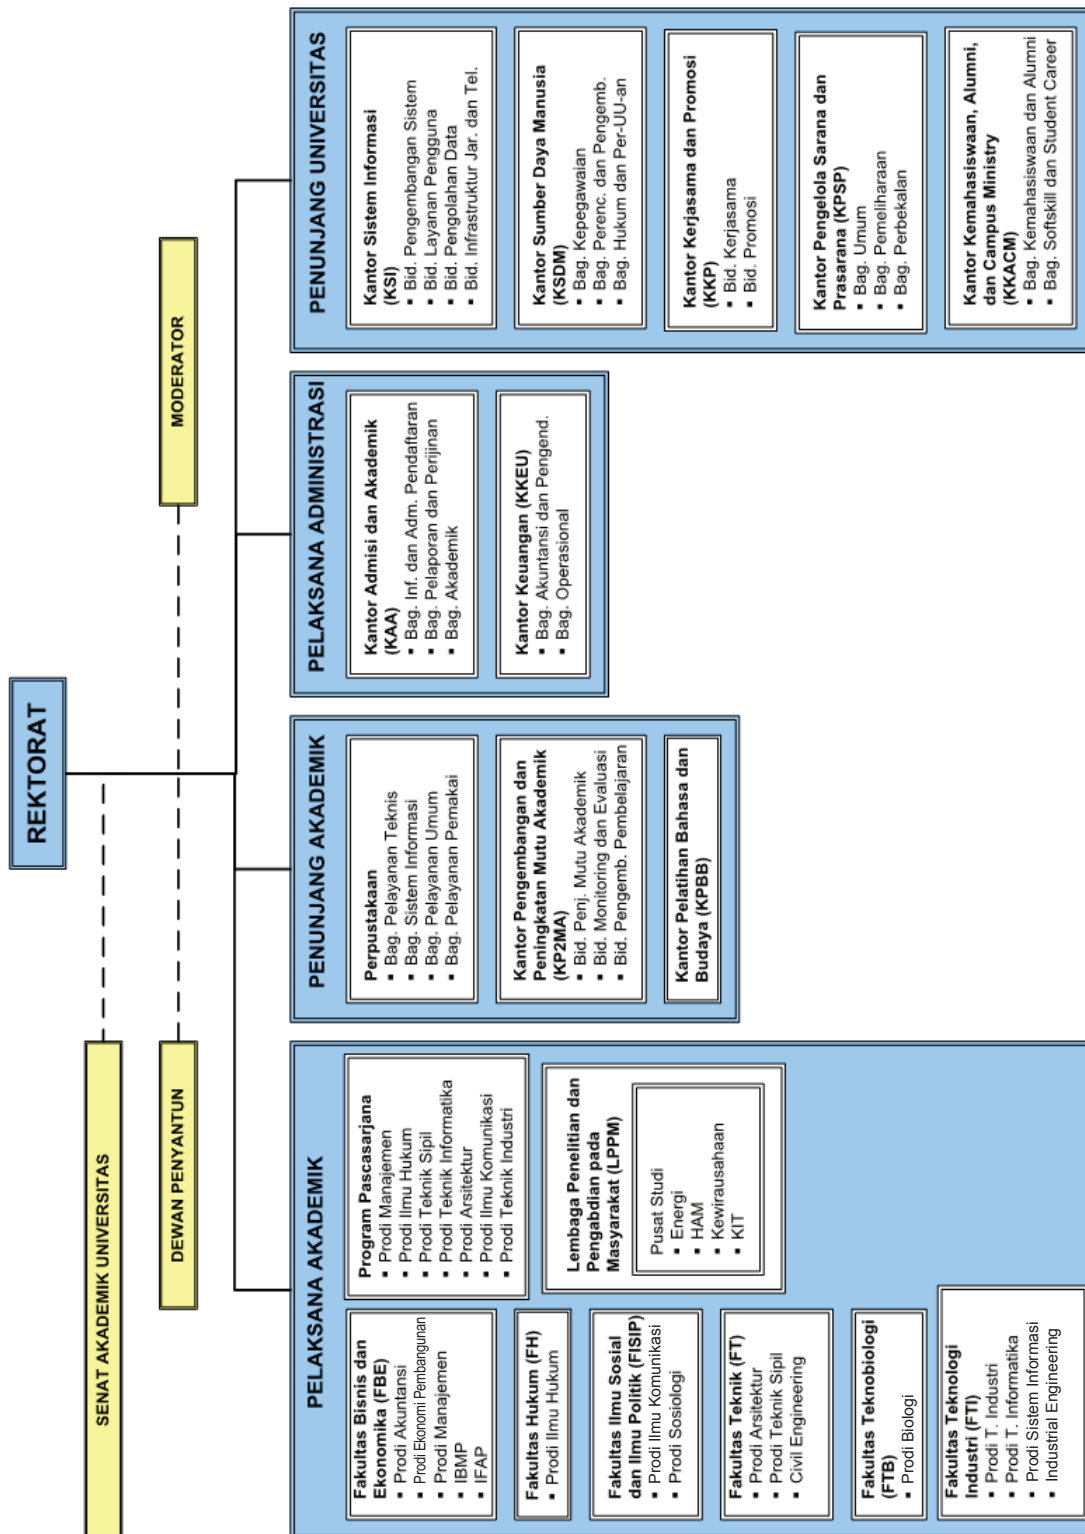 REKTORAT
SENAT AKADEMIK UNIVERSITAS
DEWAN PENYANTUN
MODERATOR
PELAKSANA AKADEMIK
Fakultas Bisnis dan
Ekonomika (FBE)
▪ Prodi Akuntansi
▪ Prodi Ekonomi Pembangunan
▪ Prodi Manajemen
▪ IBMP
▪ IFAP
Fakultas Hukum (FH)
▪ Prodi Ilmu Hukum
Fakultas Ilmu Sosial
dan Ilmu Politik (FISIP)
▪ Prodi Ilmu Komunikasi
▪ Prodi Sosiologi
Fakultas Teknik (FT)
▪ Prodi Arsitektur
▪ Prodi Teknik Sipil
▪ Civil Engineering
Fakultas Teknobiologi
(FTB)
▪ Prodi Biologi
Fakultas Teknologi
Industri (FTI)
▪ Prodi T. Industri
▪ Prodi T. Informatika
▪ Prodi Sistem Informasi
▪ Industrial Engineering
Program Pascasarjana
▪ Prodi Manajemen
▪ Prodi Ilmu Hukum
▪ Prodi Teknik Sipil
▪ Prodi Teknik Informatika
▪ Prodi Arsitektur
▪ Prodi Ilmu Komunikasi
▪ Prodi Teknik Industri
Lembaga Penelitian dan
Pengabdian pada
Masyarakat (LPPM)
Pusat Studi
▪ Energi
▪ HAM
▪ Kewirausahaan
▪ KIT
PENUNJANG AKADEMIK
Perpustakaan
▪ Bag. Pelayanan Teknis
▪ Bag. Sistem Informasi
▪ Bag. Pelayanan Umum
▪ Bag. Pelayanan Pemakai
Kantor Pengembangan dan
Peningkatan Mutu Akademik
(KP2MA)
▪ Bid. Penj. Mutu Akademik
▪ Bid. Monitoring dan Evaluasi
▪ Bid. Pengemb. Pembelajaran
Kantor Pelatihan Bahasa dan
Budaya (KPBB)
PELAKSANA ADMINISTRASI
Kantor Admisi dan Akademik
(KAA)
▪ Bag. Inf. dan Adm. Pendaftaran
▪ Bag. Pelaporan dan Perijinan
▪ Bag. Akademik
Kantor Keuangan (KKEU)
▪ Bag. Akuntansi dan Pengend.
▪ Bag. Operasional
PENUNJANG UNIVERSITAS
Kantor Sistem Informasi
(KSI)
▪ Bid. Pengembangan Sistem
▪ Bid. Layanan Pengguna
▪ Bid. Pengolahan Data
▪ Bid. Infrastruktur Jar. dan Tel.
Kantor Sumber Daya Manusia
(KSDM)
▪ Bag. Kepegawaian
▪ Bag. Perenc. dan Pengemb.
▪ Bag. Hukum dan Per-UU-an
Kantor Kerjasama dan Promosi
(KKP)
▪ Bid. Kerjasama
▪ Bid. Promosi
Kantor Pengelola Sarana dan
Prasarana (KPSP)
▪ Bag. Umum
▪ Bag. Pemeliharaan
▪ Bag. Perbekalan
Kantor Kemahasiswaan, Alumni,
dan Campus Ministry
(KKACM)
▪ Bag. Kemahasiswaan dan Alumni
▪ Bag. Softskill dan Student Career